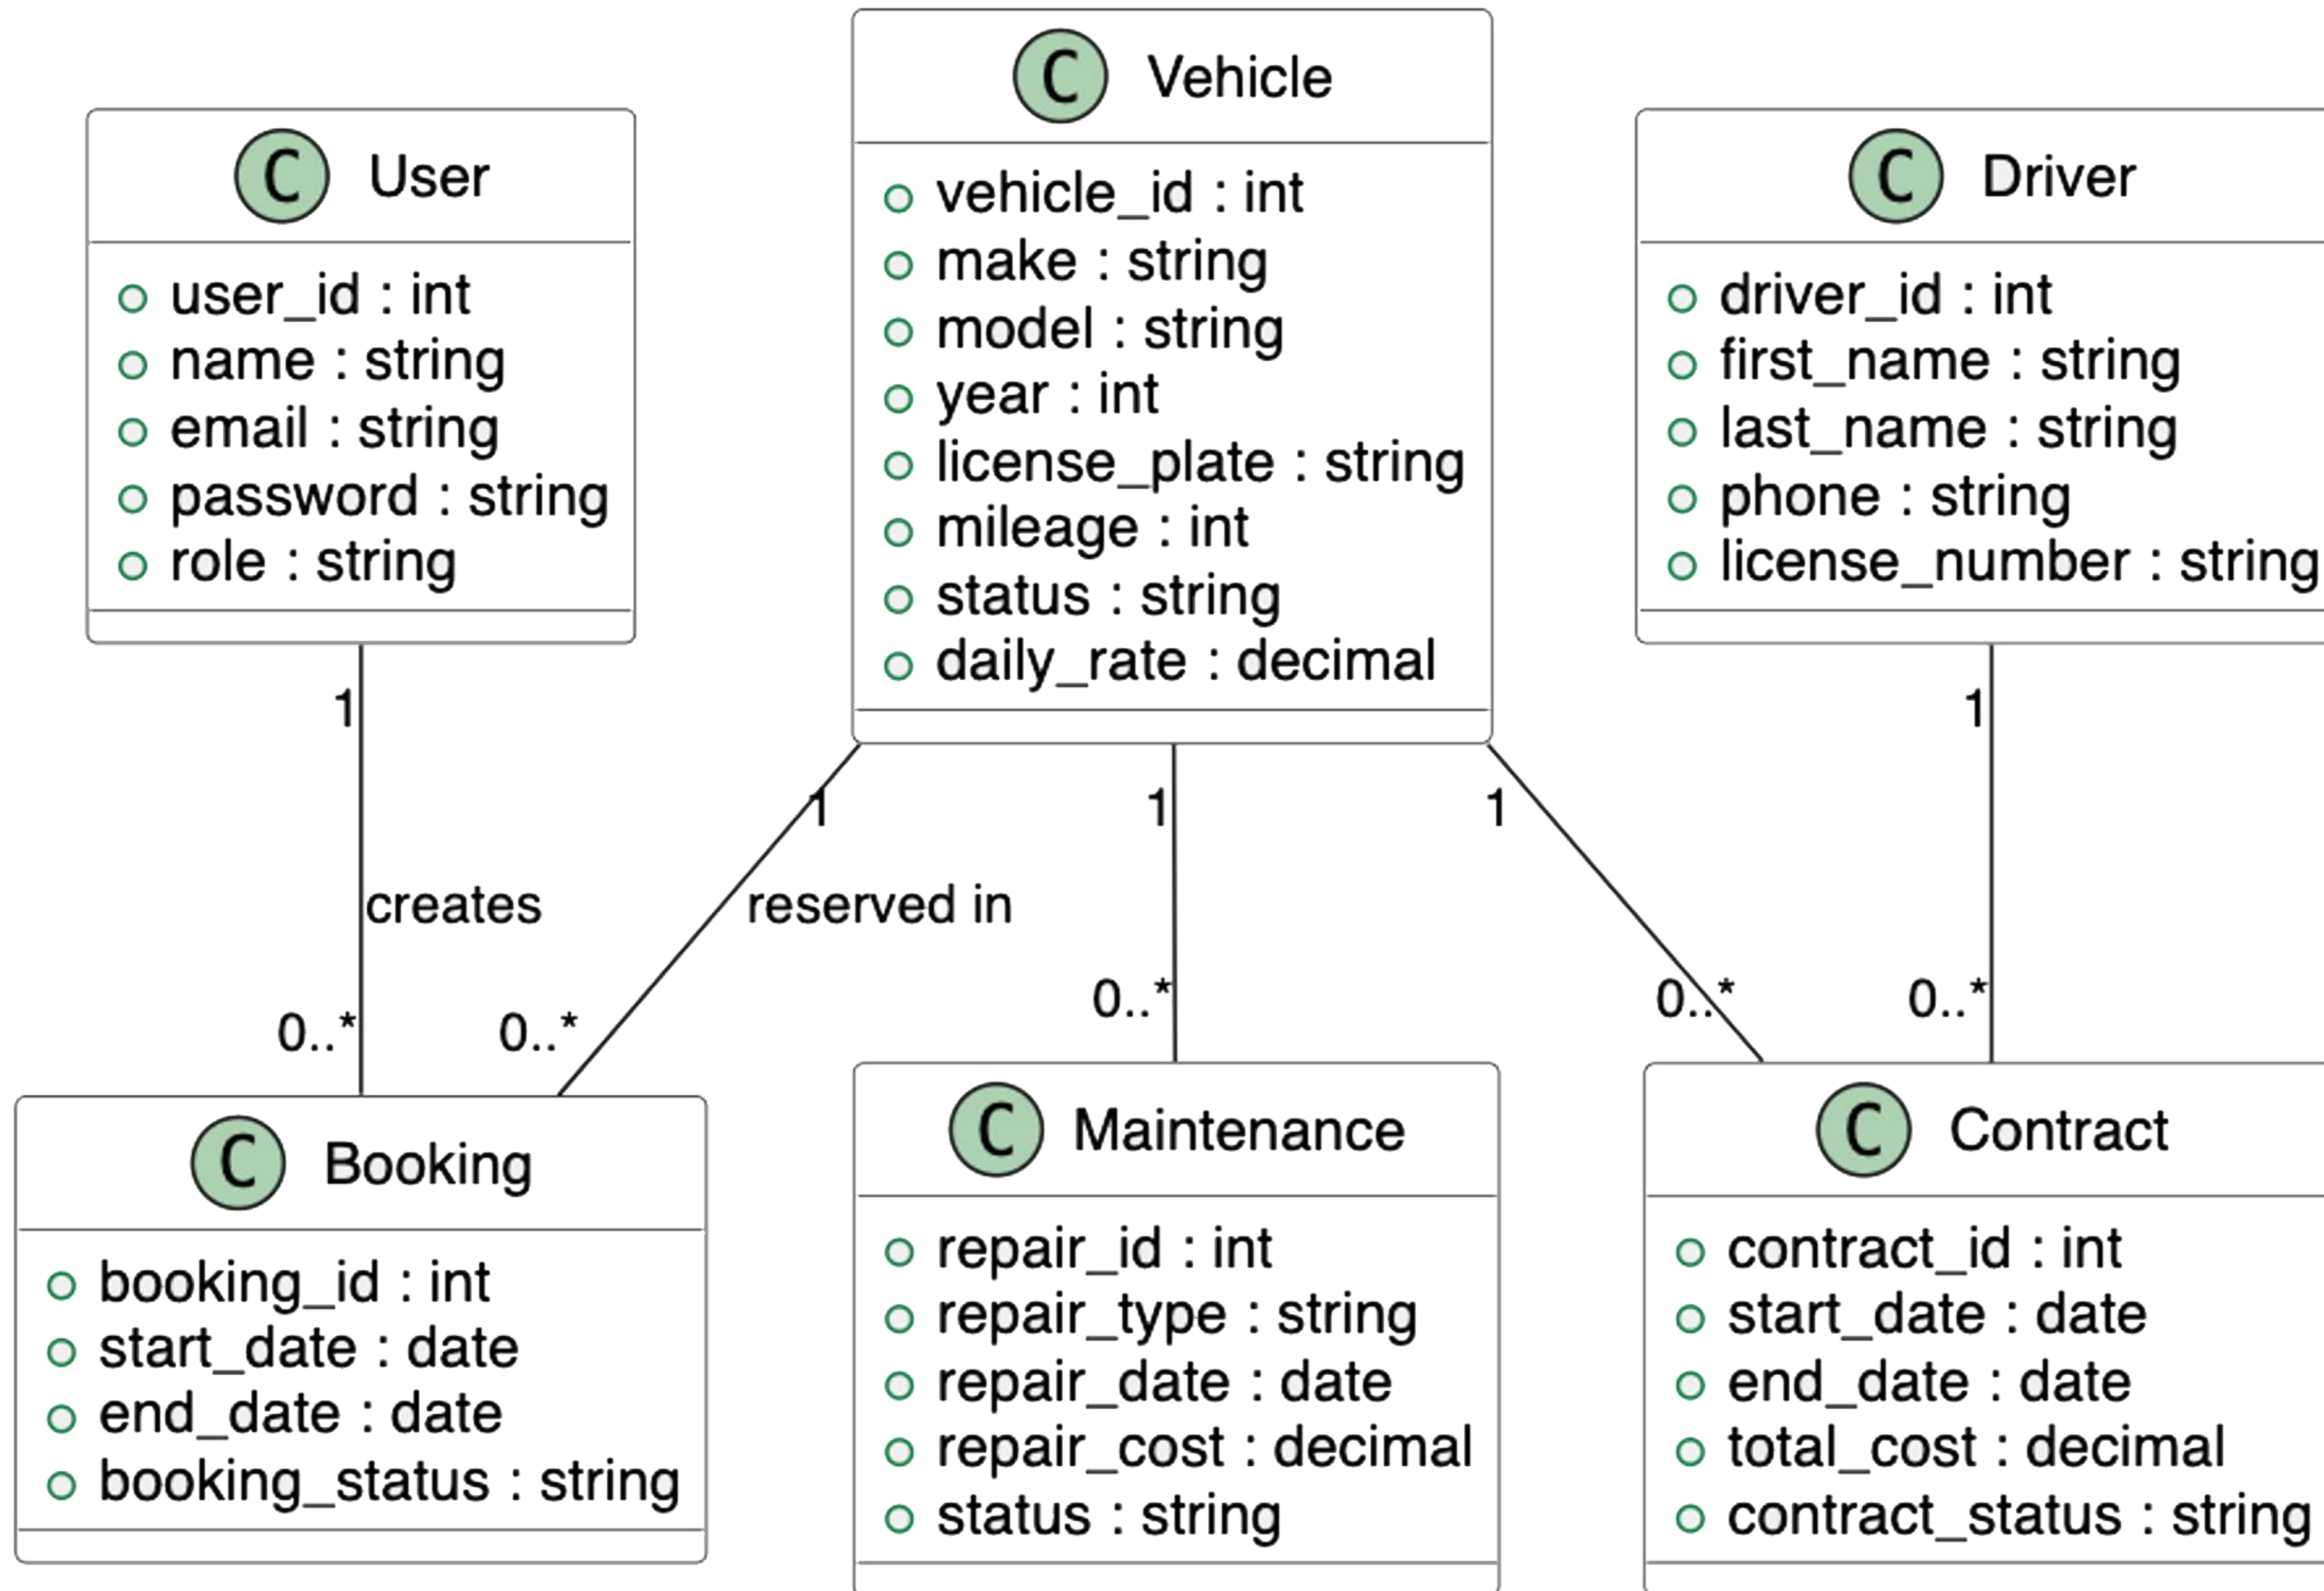 C User
user_id : int
name : string
email : string
password : string
role : string
C Vehicle
vehicle_id : int
make : string
model : string
year : int
license_plate : string
mileage : int
status : string
daily_rate : decimal
C Driver
driver_id : int
first_name : string
last_name : string
phone : string
license_number : string
1
creates
0..*
1
reserved in
0..*
1
0..*
1
0..*
1
0..*
C Booking
booking_id : int
start_date : date
end_date : date
booking_status : string
C Maintenance
repair_id : int
repair_type : string
repair_date : date
repair_cost : decimal
status : string
C Contract
contract_id : int
start_date : date
end_date : date
total_cost : decimal
contract_status : string